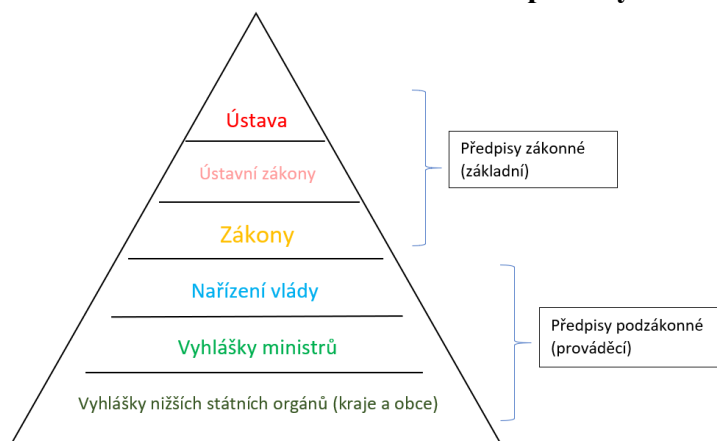 Ústava
Ústavní zákony
Zákony
Nařízení vlády
Vyhlášky ministrů
Vyhlášky nižších státních orgánů (kraje a obce)
Předpisy zákonné
(základní)
Předpisy podzákonné
(prováděcí)